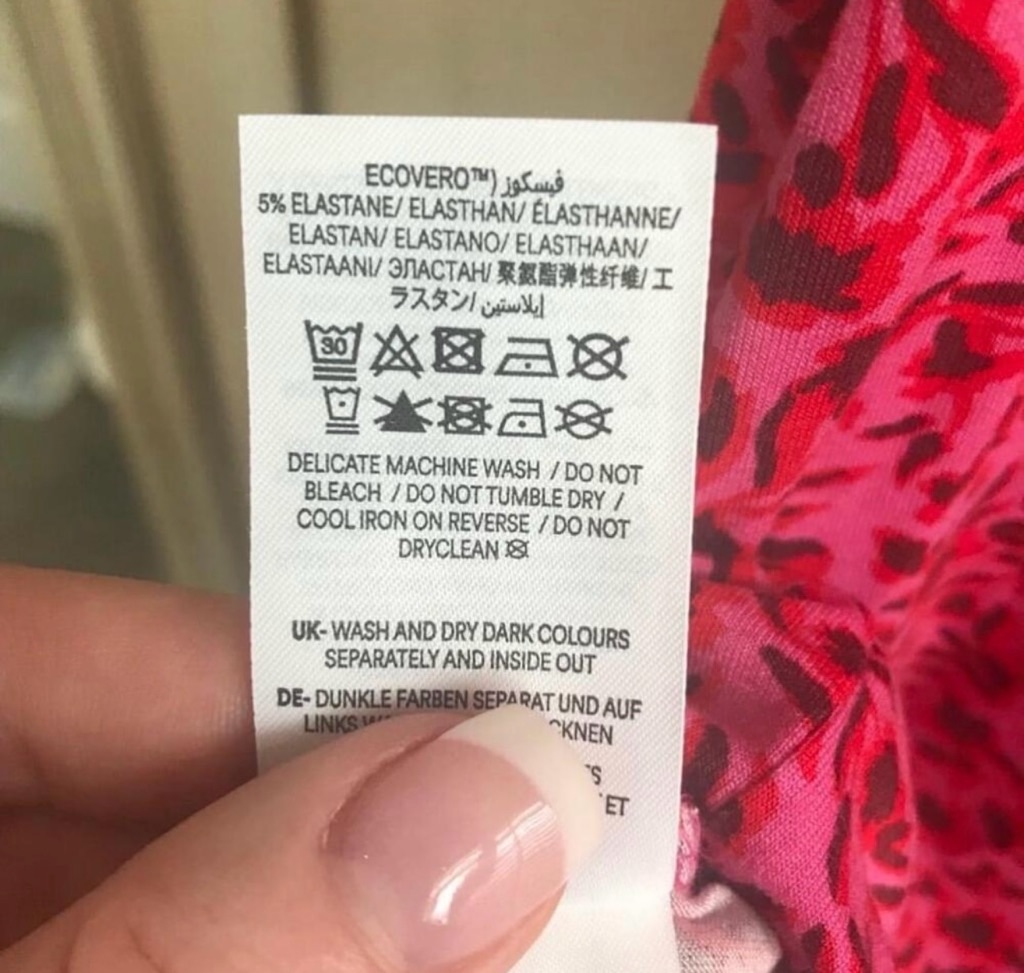 ECOVERO™) فيسكوز
5% ELASTANE/ ELASTHAN/ ÉLASTHANNE/
ELASTAN/ ELASTANO/ ELASTHAAN/
ELASTAANI/ ЭЛАСТАН/ 聚氨酯弹性纤维/ エ
ラスタン/ إيلاستين
30
DELICATE MACHINE WASH / DO NOT
BLEACH / DO NOT TUMBLE DRY /
COOL IRON ON REVERSE / DO NOT
DRYCLEAN
UK- WASH AND DRY DARK COLOURS
SEPARATELY AND INSIDE OUT
DE- DUNKLE FARBEN SEPARAT UND AUF
LINKS
ET